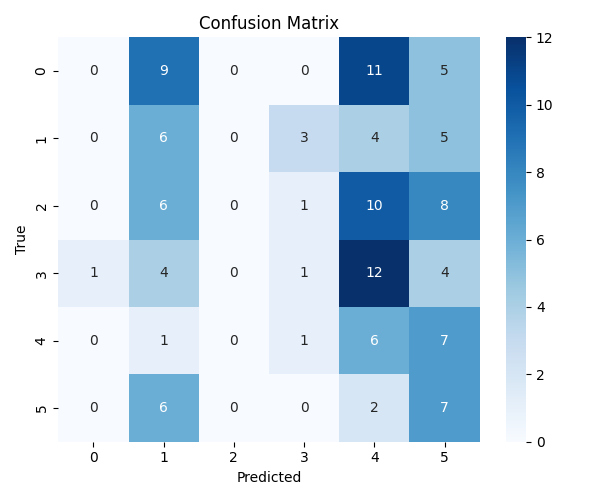 Confusion Matrix
0 0 9 0 0 11 5
1 0 6 0 3 4 5
2 0 6 0 1 10 8
3 1 4 0 1 12 4
4 0 1 0 1 6 7
5 0 6 0 0 2 7
0 1 2 3 4 5
True
Predicted
12
10
8
6
4
2
0